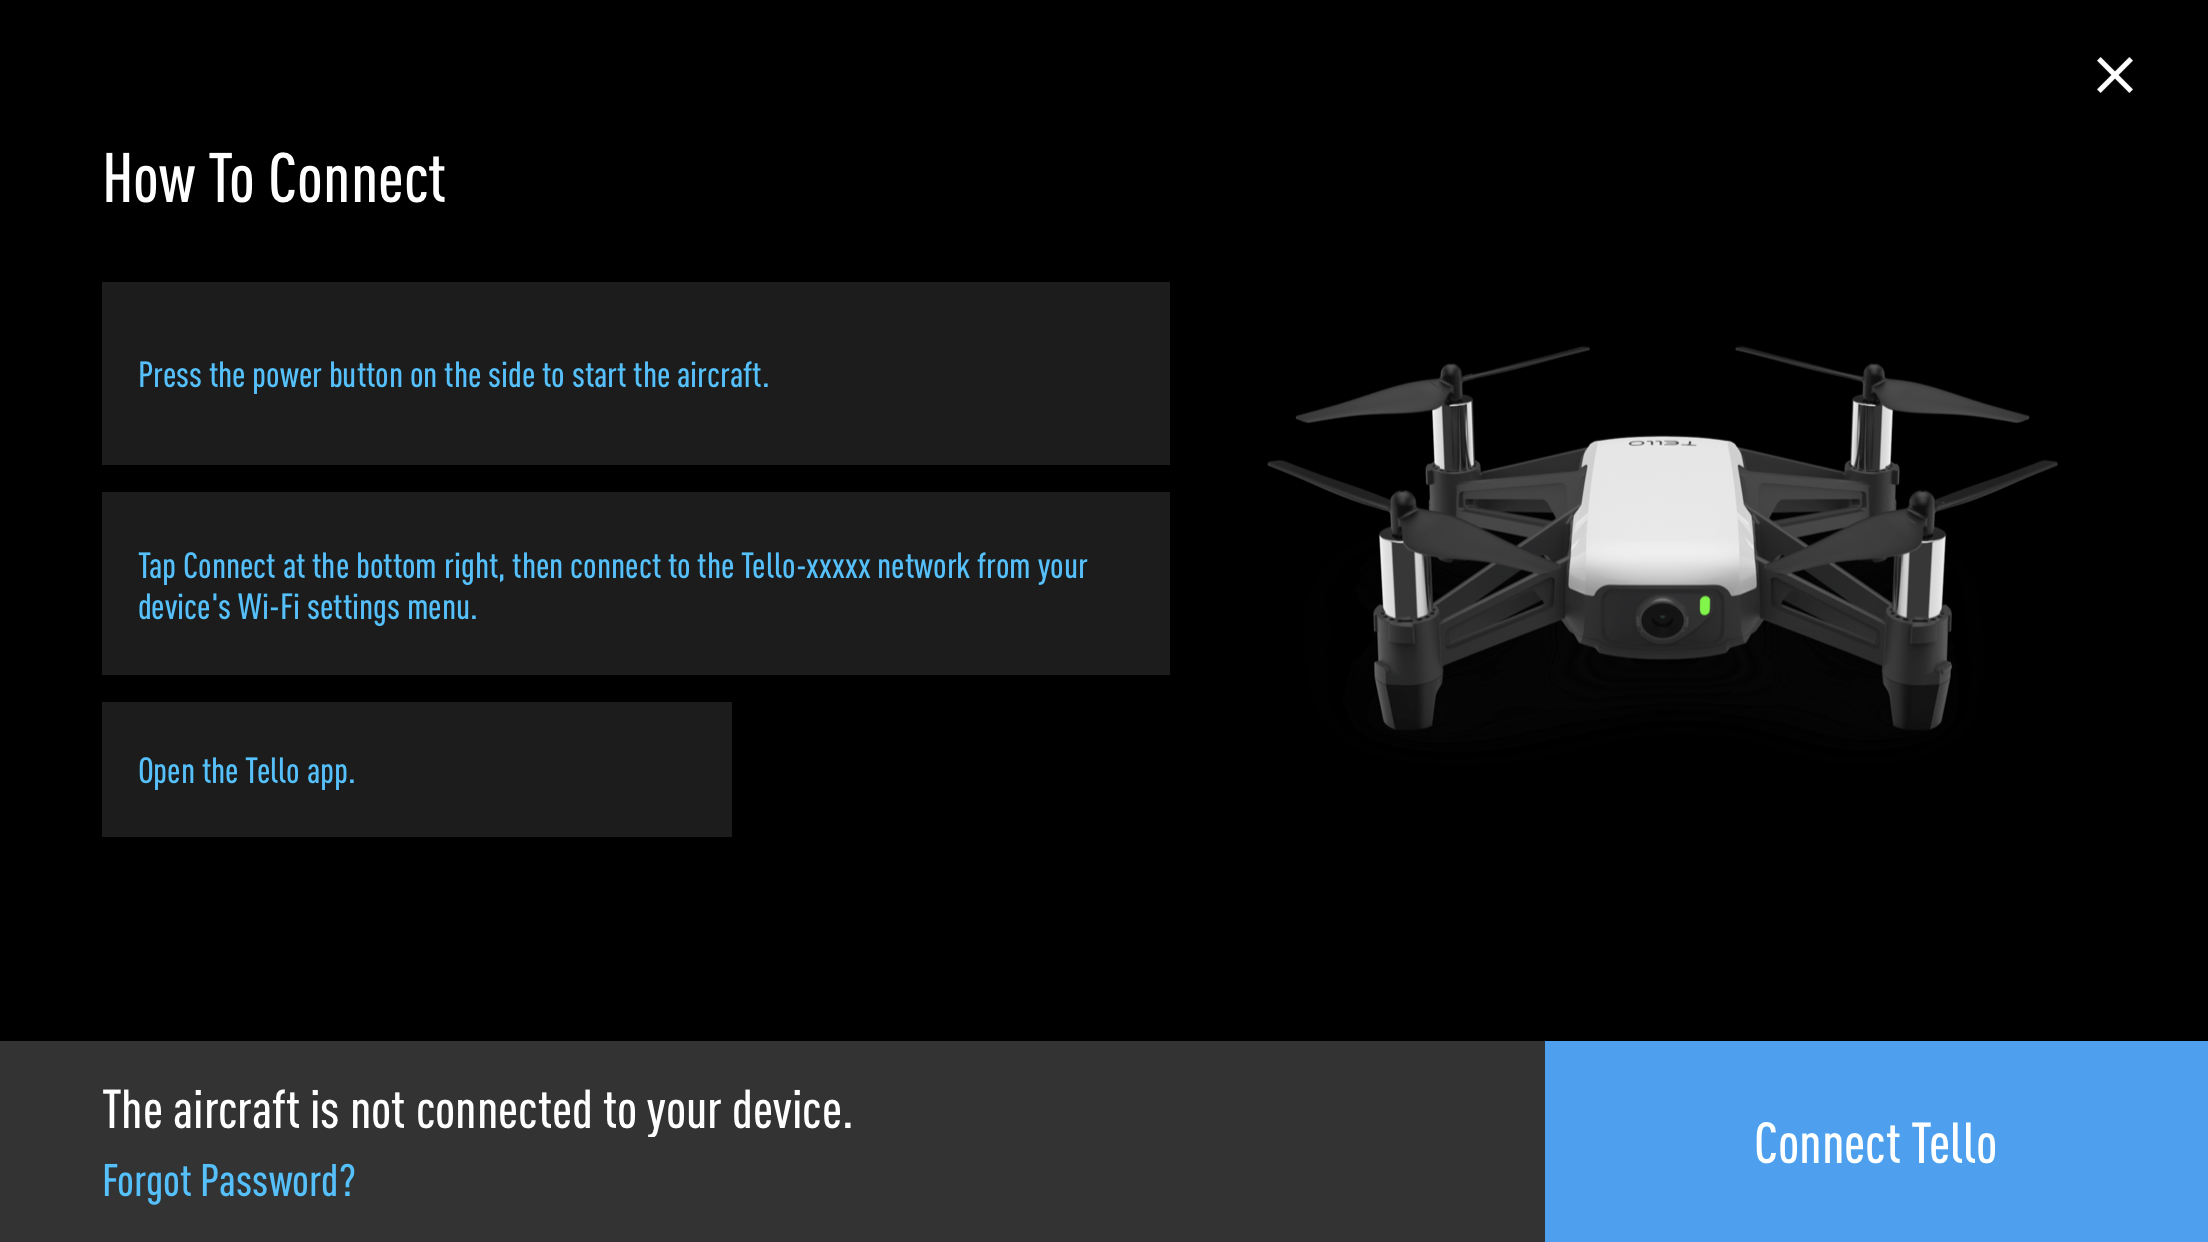 How To Connect
Press the power button on the side to start the aircraft.
TELLO
Tap Connect at the bottom right, then connect to the Tello-xxxxx network from your
device's Wi-Fi settings menu.
Open the Tello app.
The aircraft is not connected to your device.
Forgot Password?
Connect Tello